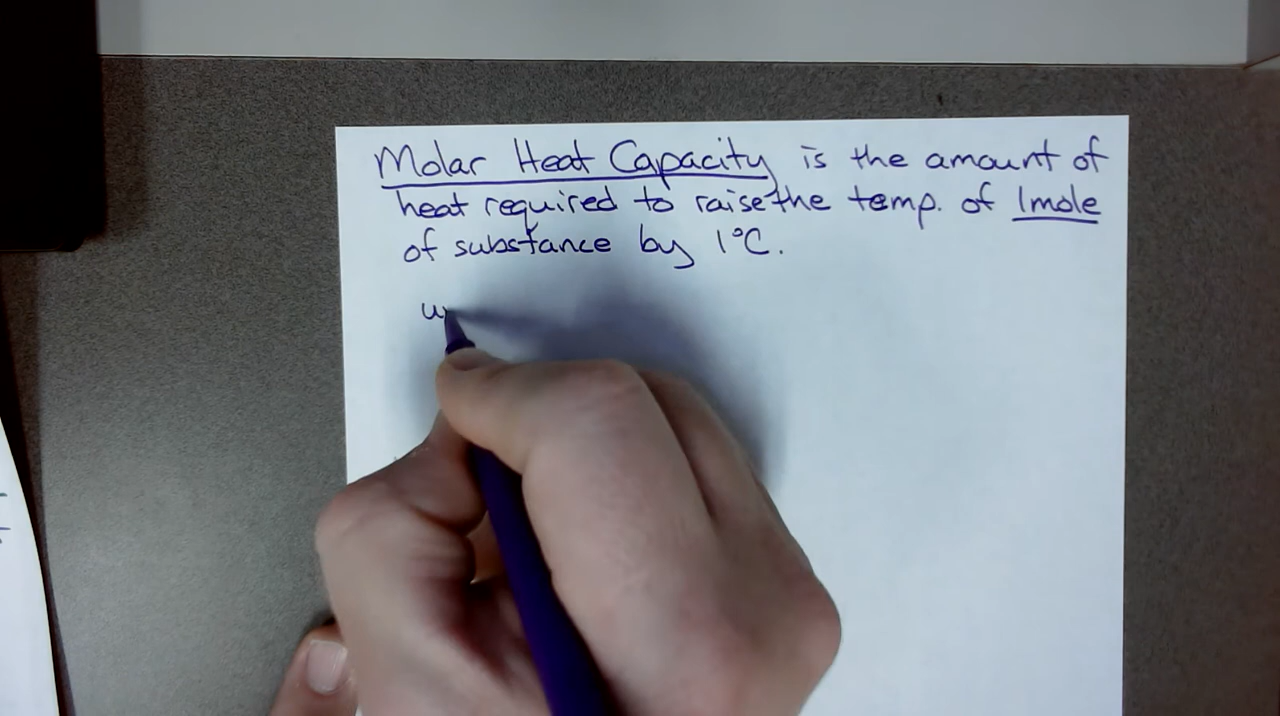 Molar Heat Capacity is the amount of
heat required to raise the temp. of 1mole
of substance by 1°C.